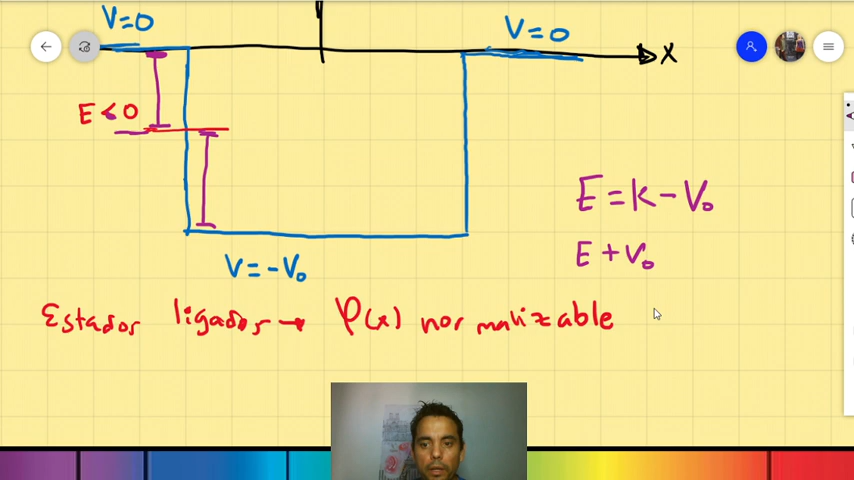 V=0
V=0
X
E<0
E=K-V₀
E+V₀
V=-V₀
Estados ligados → φ(x) normalizable